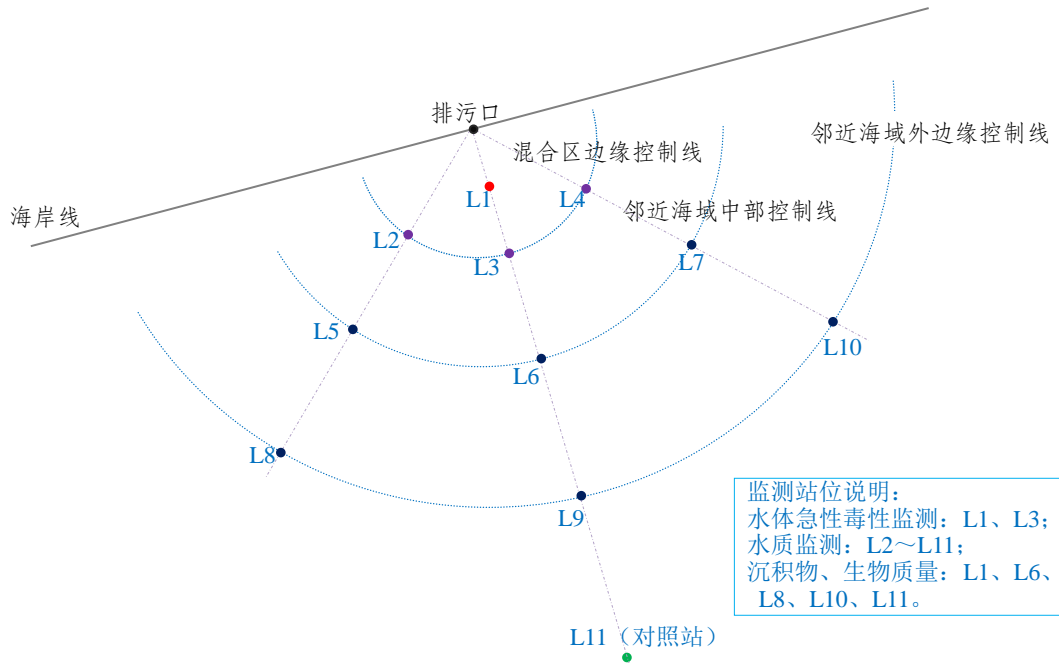 排污口
邻近海域外边缘控制线
混合区边缘控制线
L1
L4
海岸线
邻近海域中部控制线
L2
L3
L7
L5
L6
L10
L8
L9
监测站位说明：
水体急性毒性监测：L1、L3；
水质监测：L2～L11；
沉积物、生物质量：L1、L6、
L8、L10、L11。
L11（对照站）